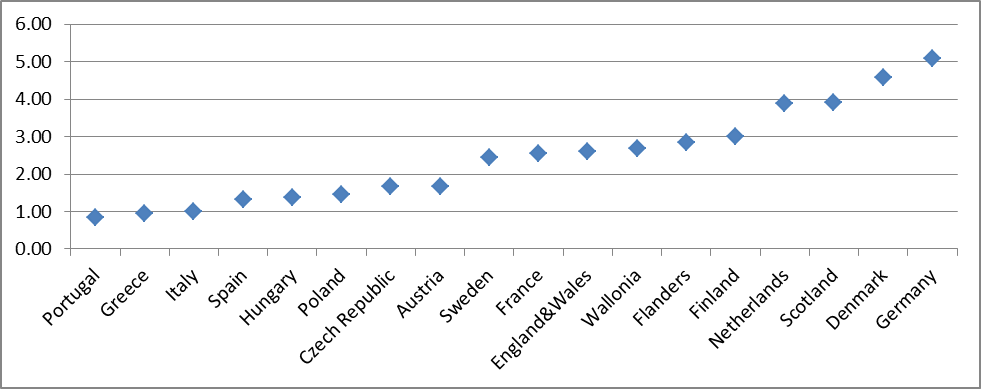 6.00
5.00
4.00
3.00
2.00
1.00
0.00
Portugal
Greece
Italy
Spain
Hungary
Poland
Czech Republic
Austria
Sweden
France
England&Wales
Wallonia
Flanders
Finland
Netherlands
Scotland
Denmark
Germany